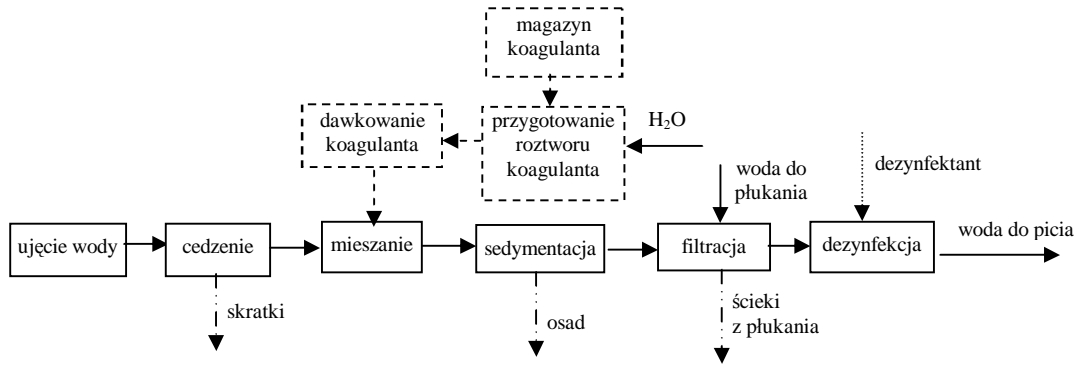 magazyn
koagulanta
dawkowanie
koagulanta
przygotowanie
roztworu
koagulanta
H₂O
woda do
płukania
dezynfektant
ujęcie wody
cedzenie
mieszanie
sedymentacja
filtracja
dezynfekcja
woda do picia
skratki
osad
ścieki
z płukania